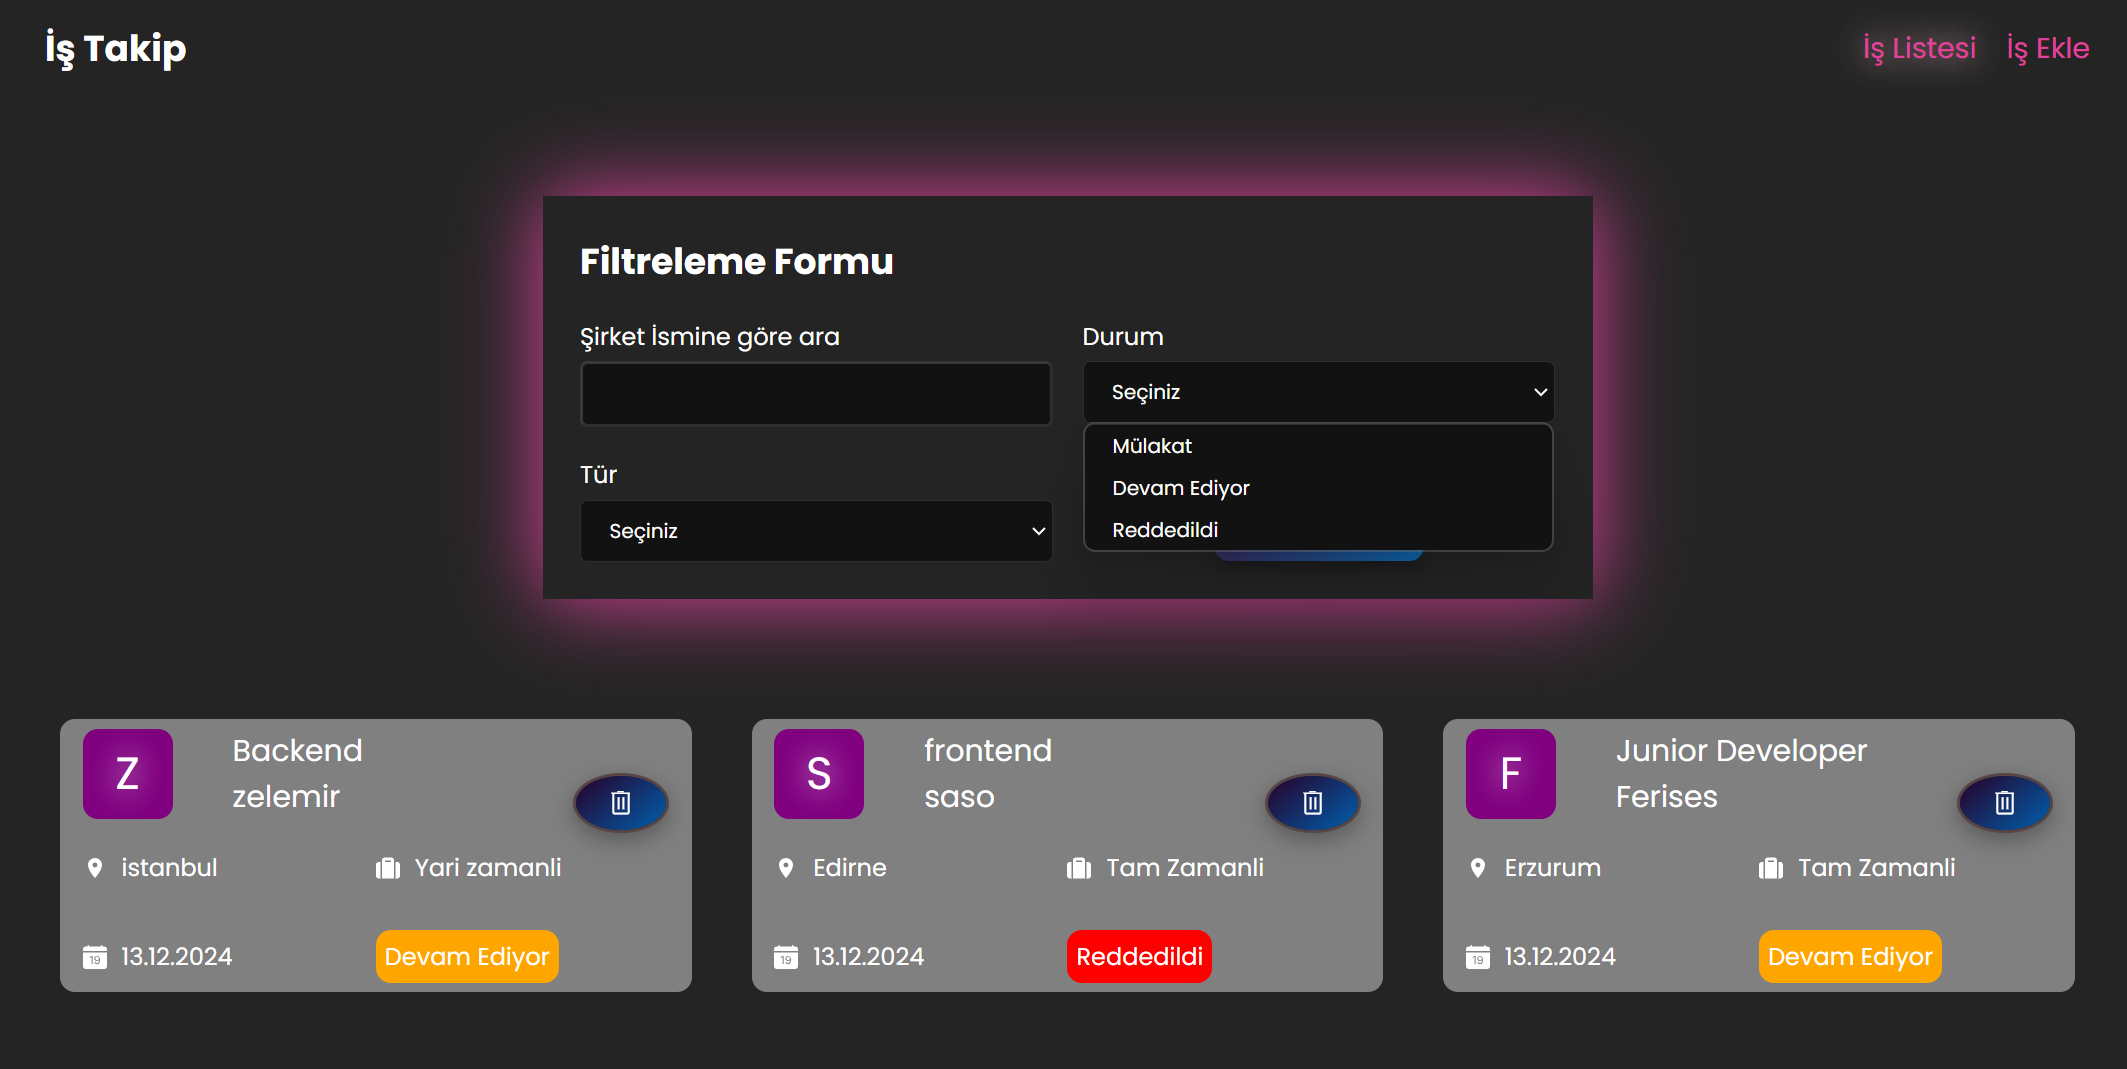 İş Takip
İş Listesi
İş Ekle
Filtreleme Formu
Şirket İsmine göre ara
Durum
Seçiniz
Mülakat
Devam Ediyor
Reddedildi
Tür
Seçiniz
Z
Backend
zelemir
istanbul
Yari zamanli
19
13.12.2024
Devam Ediyor
S
frontend
saso
Edirne
Tam Zamanli
19
13.12.2024
Reddedildi
F
Junior Developer
Ferises
Erzurum
Tam Zamanli
19
13.12.2024
Devam Ediyor